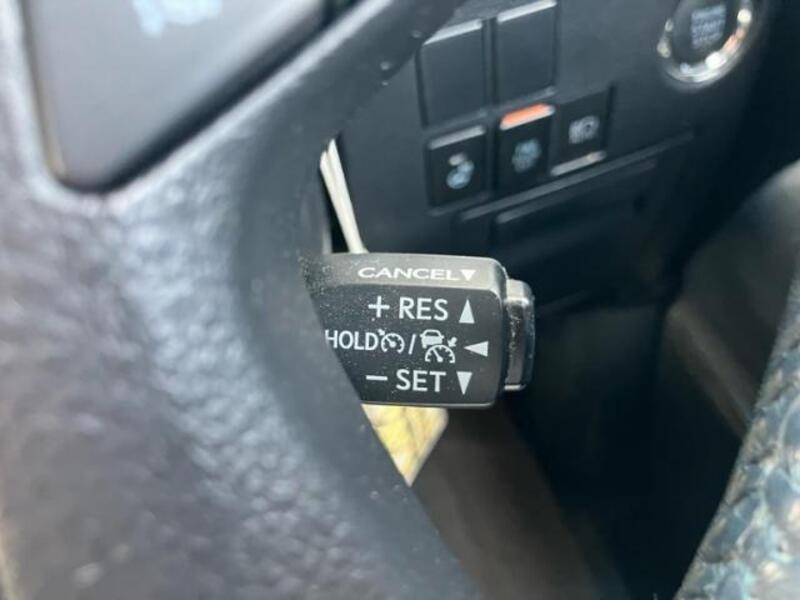 CANCEL▼
+ RES ▲
HOLD / ◀
− SET ▼